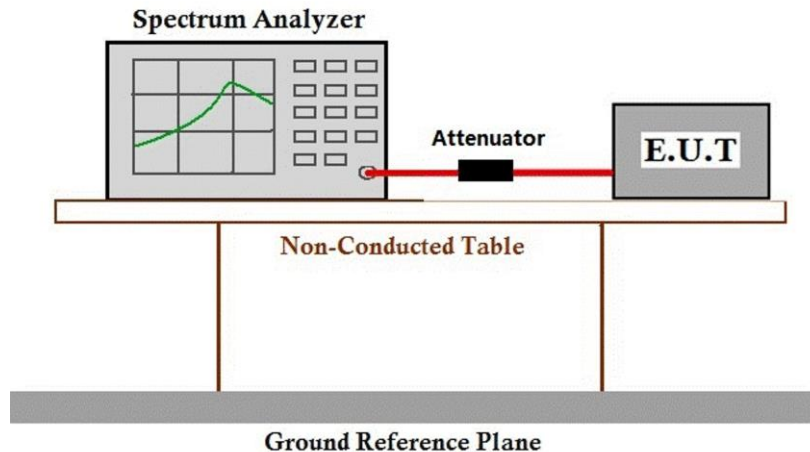 Spectrum Analyzer
Attenuator
E.U.T
Non-Conducted Table
Ground Reference Plane